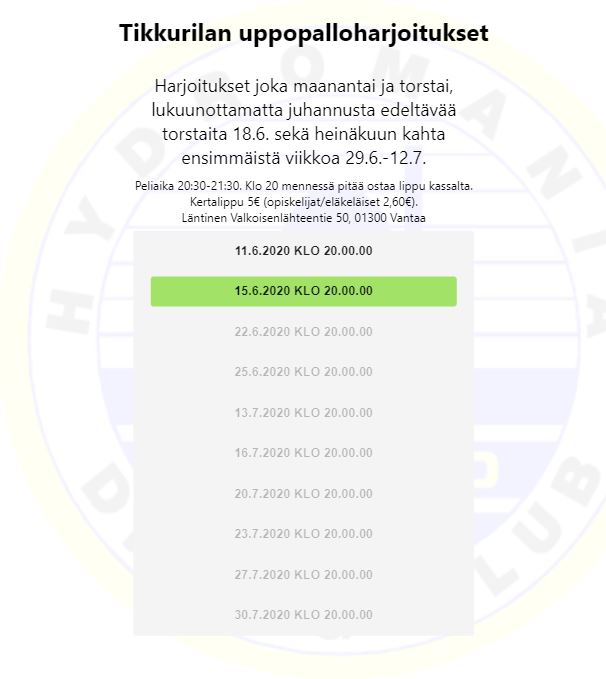 Tikkurilan uppopalloharjoitukset
Harjoitukset joka maanantai ja torstai,
lukuunottamatta juhannusta edeltävää
torstaita 18.6. sekä heinäkuun kahta
ensimmäistä viikkoa 29.6.-12.7.
Peliaika 20:30-21:30. Klo 20 mennessä pitää ostaa lippu kassalta.
Kertalippu 5€ (opiskelijat/eläkeläiset 2,60€).
Läntinen Valkoisenlähteentie 50, 01300 Vantaa
11.6.2020 KLO 20.00.00
15.6.2020 KLO 20.00.00
22.6.2020 KLO 20.00.00
25.6.2020 KLO 20.00.00
13.7.2020 KLO 20.00.00
16.7.2020 KLO 20.00.00
20.7.2020 KLO 20.00.00
23.7.2020 KLO 20.00.00
27.7.2020 KLO 20.00.00
30.7.2020 KLO 20.00.00
HYDROMANIA